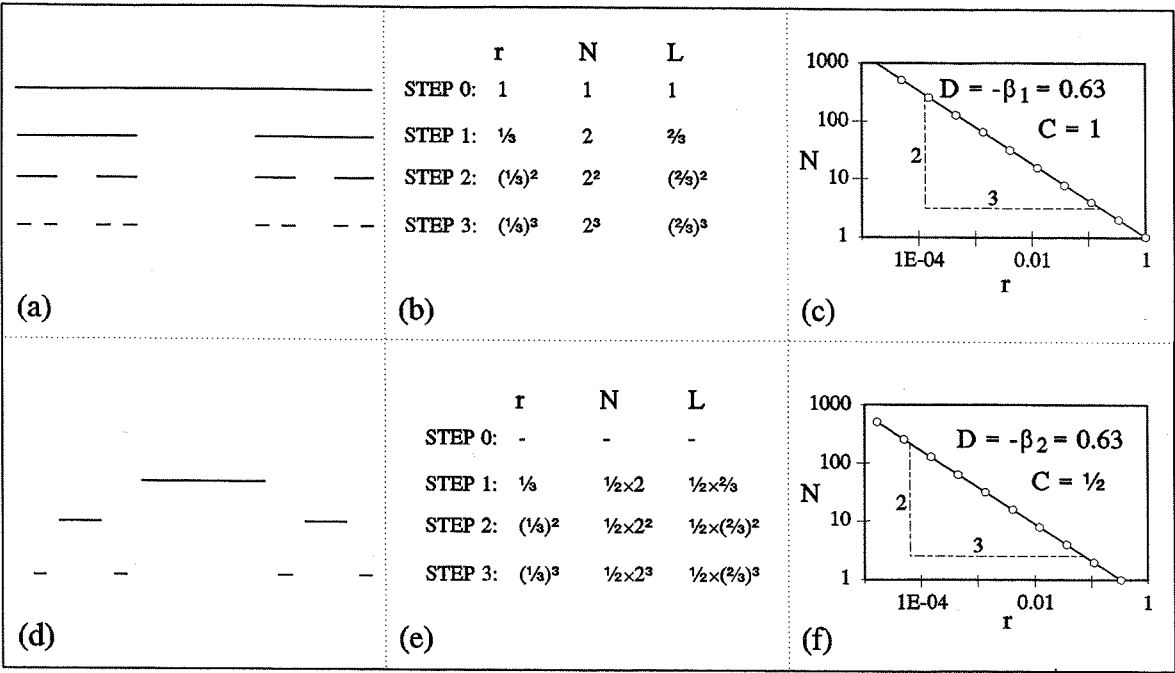 r N L
STEP 0: 1 1 1
STEP 1: ⅓ 2 ⅔
STEP 2: (⅓)² 2² (⅔)²
STEP 3: (⅓)³ 2³ (⅔)³
(a)
(b)
1000
100
10
1
N
D = -β₁ = 0.63
C = 1
2
3
1E-04 0.01 1
r
(c)
r N L
STEP 0: - - -
STEP 1: ⅓ ½×2 ½×⅔
STEP 2: (⅓)² ½×2² ½×(⅔)²
STEP 3: (⅓)³ ½×2³ ½×(⅔)³
(d)
(e)
1000
100
10
1
N
D = -β₂ = 0.63
C = ½
2
3
1E-04 0.01 1
r
(f)